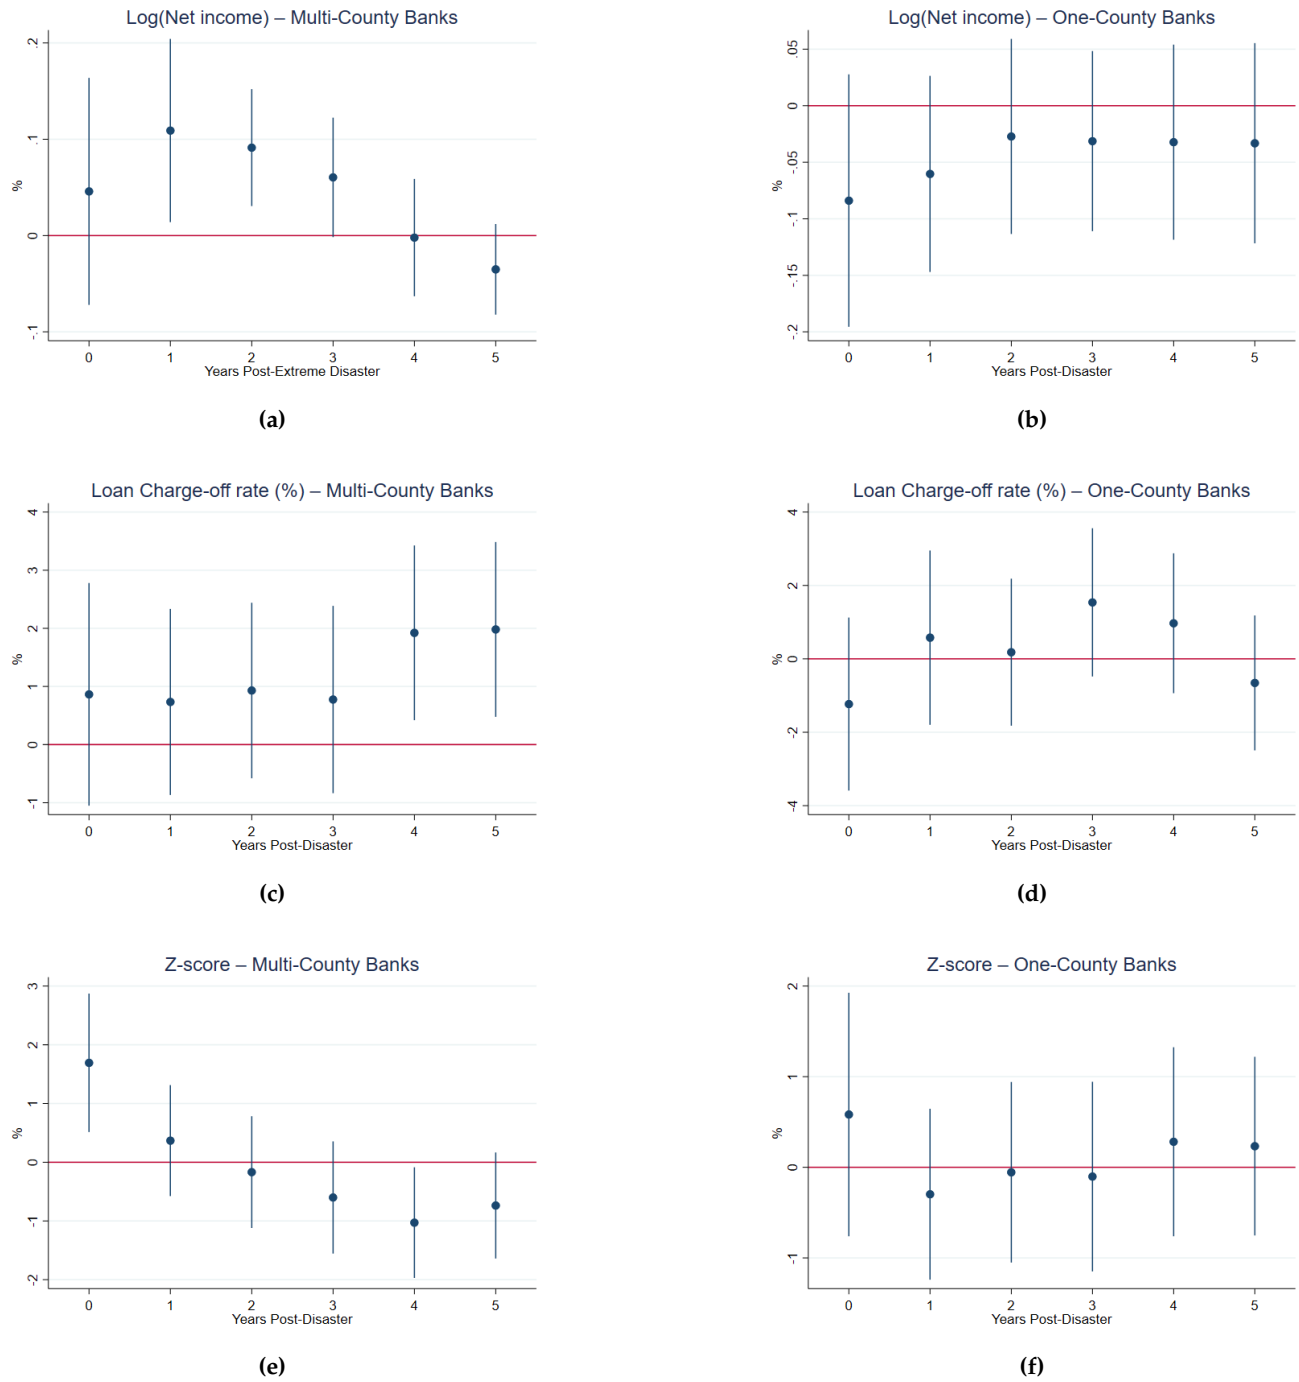 Log(Net income) – Multi-County Banks
.2
.1
0
-.1
%
0 1 2 3 4 5
Years Post-Extreme Disaster
(a)
Log(Net income) – One-County Banks
.05
0
-.05
-.1
-.15
-.2
%
0 1 2 3 4 5
Years Post-Disaster
(b)
Loan Charge-off rate (%) – Multi-County Banks
4
3
2
1
0
-1
%
0 1 2 3 4 5
Years Post-Disaster
(c)
Loan Charge-off rate (%) – One-County Banks
4
2
0
-2
-4
%
0 1 2 3 4 5
Years Post-Disaster
(d)
Z-score – Multi-County Banks
3
2
1
0
-1
-2
%
0 1 2 3 4 5
Years Post-Disaster
(e)
Z-score – One-County Banks
2
1
0
-1
%
0 1 2 3 4 5
Years Post-Disaster
(f)